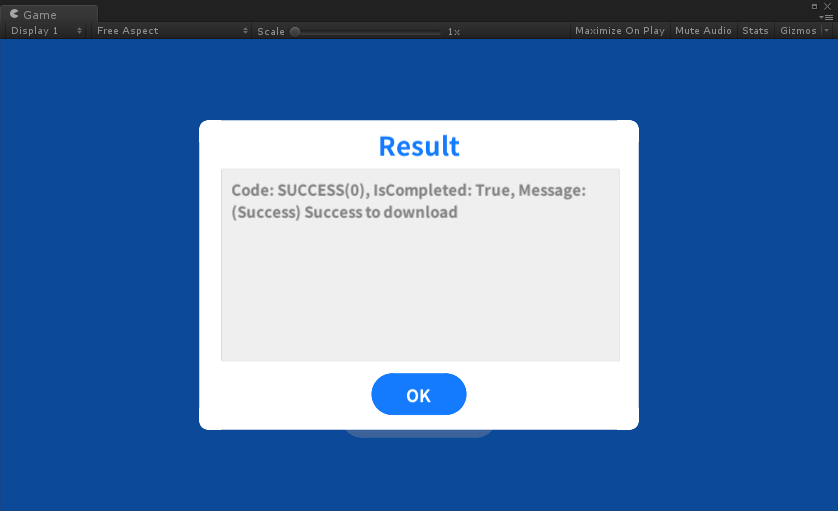 Game
Display 1 Free Aspect Scale 1x Maximize On Play Mute Audio Stats Gizmos
Result
Code: SUCCESS(0), IsCompleted: True, Message:
(Success) Success to download
OK